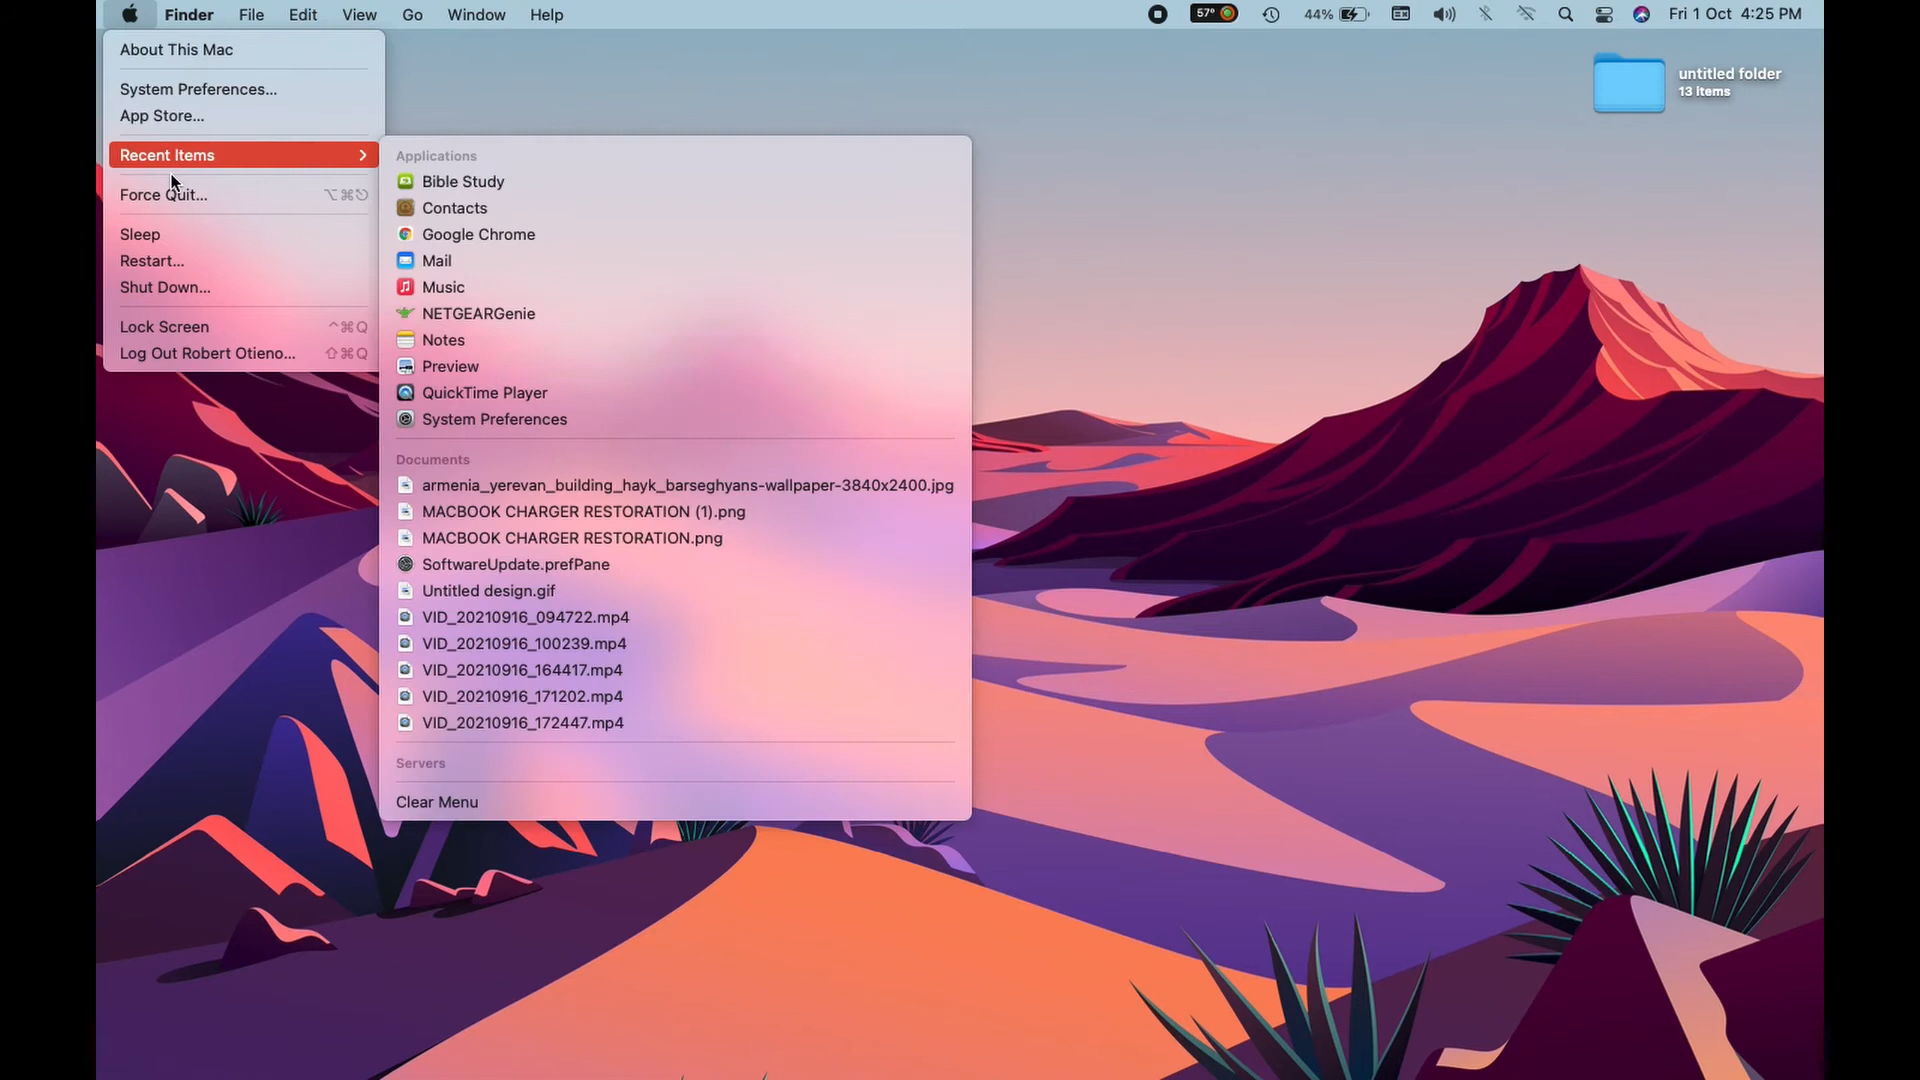 Finder File Edit View Go Window Help 57° 44% Fri 1 Oct 4:25 PM
About This Mac
System Preferences...
App Store...
Recent Items
Force Quit... ⌥⌘⎋
Sleep
Restart...
Shut Down...
Lock Screen ^⌘Q
Log Out Robert Otieno... ⇧⌘Q
Applications
Bible Study
Contacts
Google Chrome
Mail
Music
NETGEARGenie
Notes
Preview
QuickTime Player
System Preferences
Documents
armenia_yerevan_building_hayk_barseghyans-wallpaper-3840x2400.jpg
MACBOOK CHARGER RESTORATION (1).png
MACBOOK CHARGER RESTORATION.png
SoftwareUpdate.prefPane
Untitled design.gif
VID_20210916_094722.mp4
VID_20210916_100239.mp4
VID_20210916_164417.mp4
VID_20210916_171202.mp4
VID_20210916_172447.mp4
Servers
Clear Menu
untitled folder
13 items